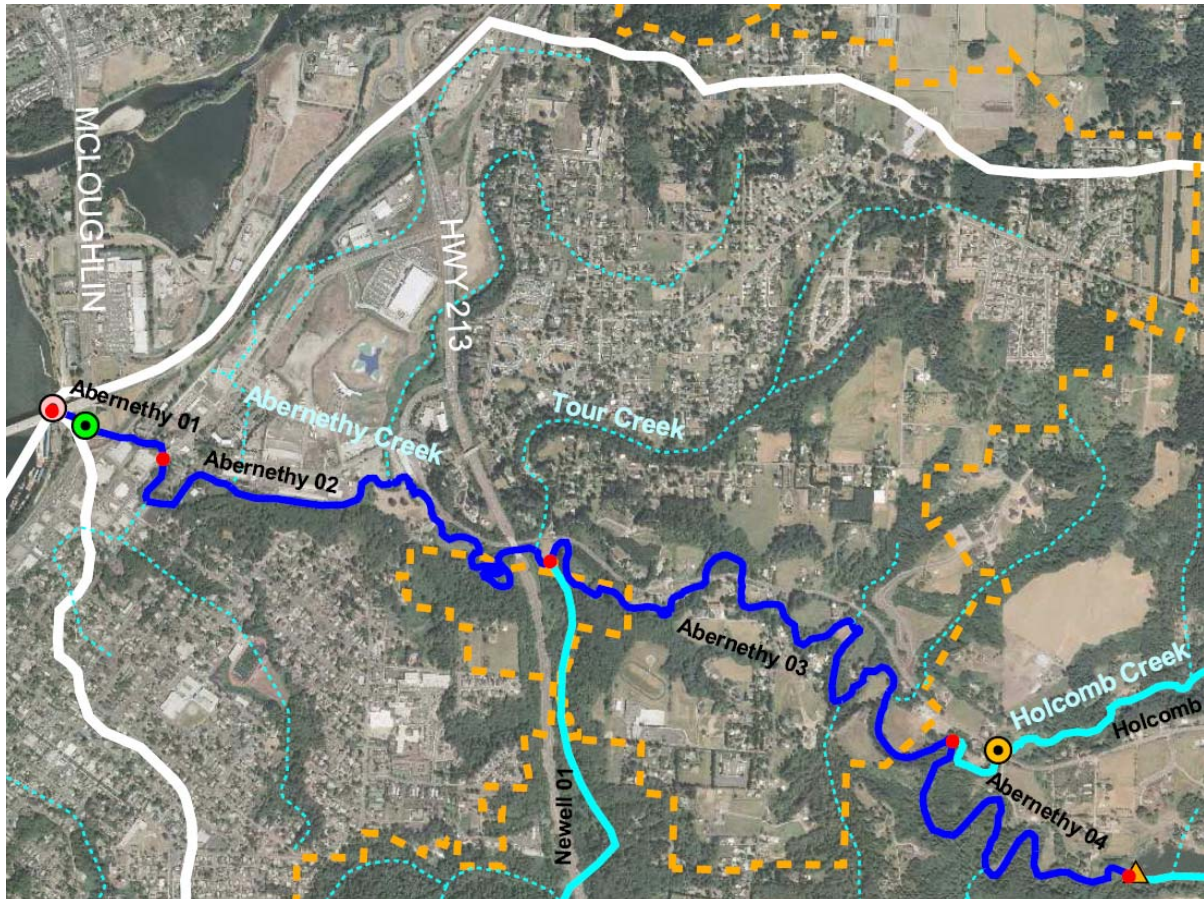 MCLOUGHLIN
HWY 213
Abernethy 01
Abernethy Creek
Tour Creek
Abernethy 02
Abernethy 03
Holcomb Creek
Holcomb
Abernethy 04
Newell 01